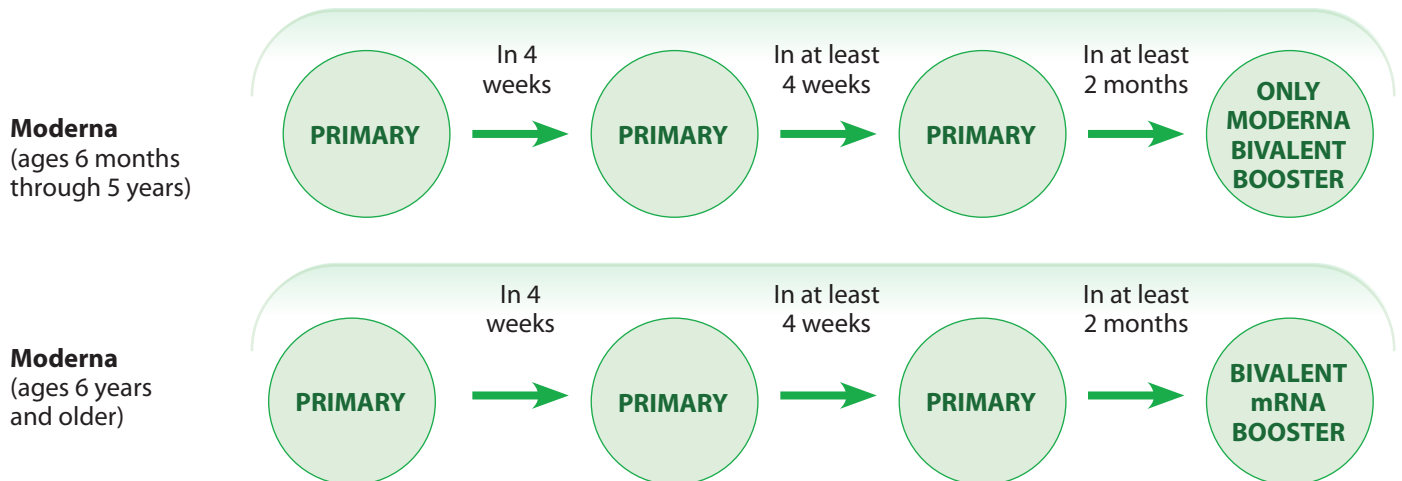 Moderna
(ages 6 months
through 5 years)
PRIMARY
In 4
weeks
PRIMARY
In at least
4 weeks
PRIMARY
In at least
2 months
ONLY
MODERNA
BIVALENT
BOOSTER
Moderna
(ages 6 years
and older)
PRIMARY
In 4
weeks
PRIMARY
In at least
4 weeks
PRIMARY
In at least
2 months
BIVALENT
mRNA
BOOSTER